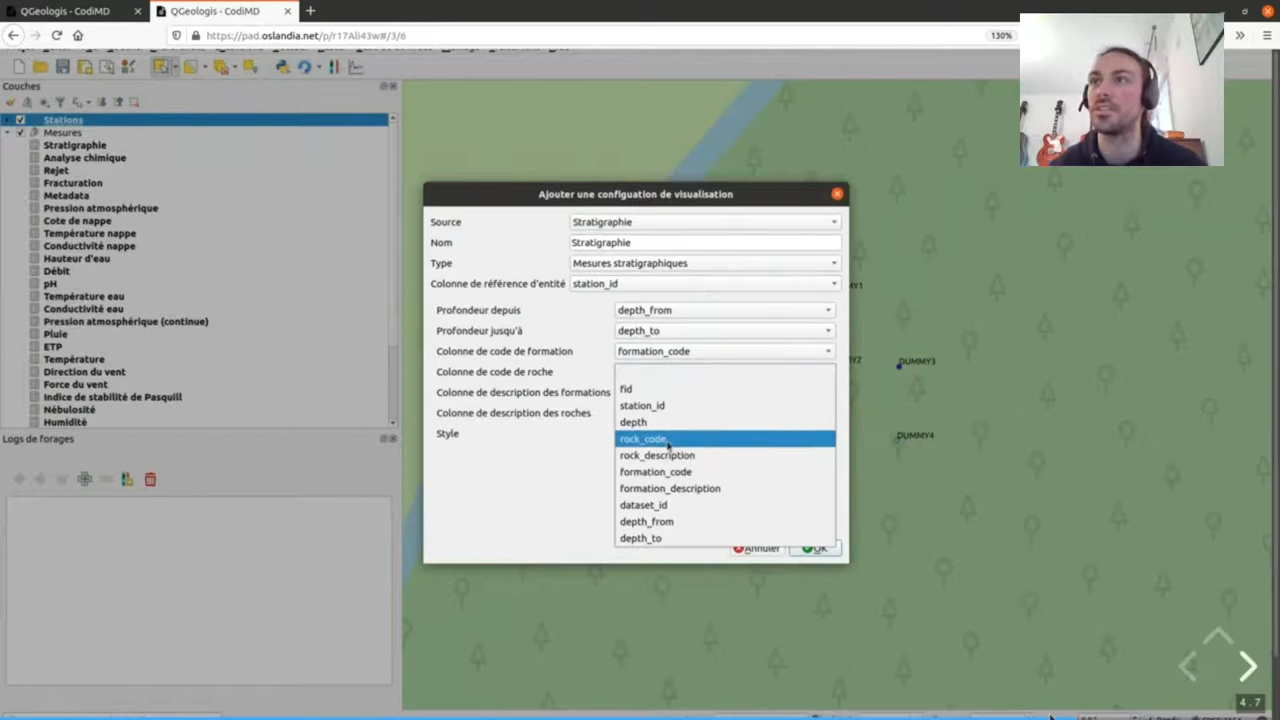 QGeologis - CodiMD
QGeologis - CodiMD
https://pad.oslandia.net/p/r17Ali43w#/3/6
130%
Couches
Stations
Mesures
Stratigraphie
Analyse chimique
Rejet
Fracturation
Metadata
Pression atmosphérique
Cote de nappe
Température nappe
Conductivité nappe
Hauteur d'eau
Débit
pH
Température eau
Conductivité eau
Pression atmosphérique (continue)
Pluie
ETP
Température
Direction du vent
Force du vent
Indice de stabilité de Pasquill
Nébulosité
Humidité
Logs de forages
Ajouter une configuation de visualisation
Source Stratigraphie
Nom Stratigraphie
Type Mesures stratigraphiques
Colonne de référence d'entité station_id
Profondeur depuis depth_from
Profondeur jusqu'à depth_to
Colonne de code de formation formation_code
Colonne de code de roche
Colonne de description des formations
Colonne de description des roches
Style
fid
station_id
depth
rock_code
rock_description
formation_code
formation_description
dataset_id
depth_from
depth_to
Annuler OK
DUMMY3
DUMMY4
4.7